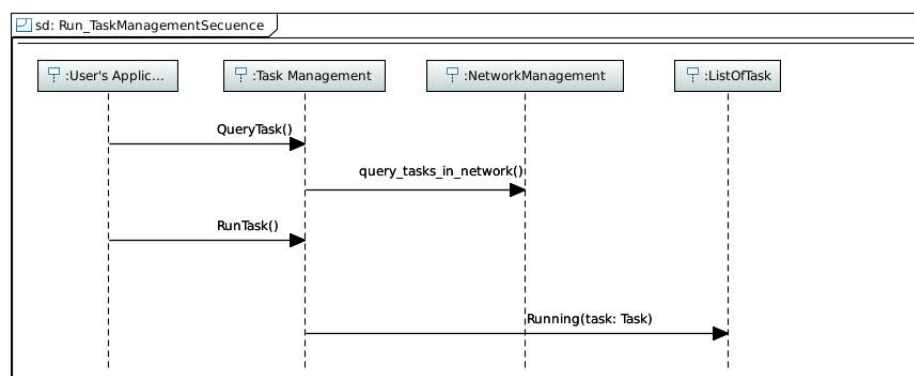 sd: Run_TaskManagementSecuence
:User's Applic...
:Task Management
:NetworkManagement
:ListOfTask
QueryTask()
query_tasks_in_network()
RunTask()
Running(task: Task)